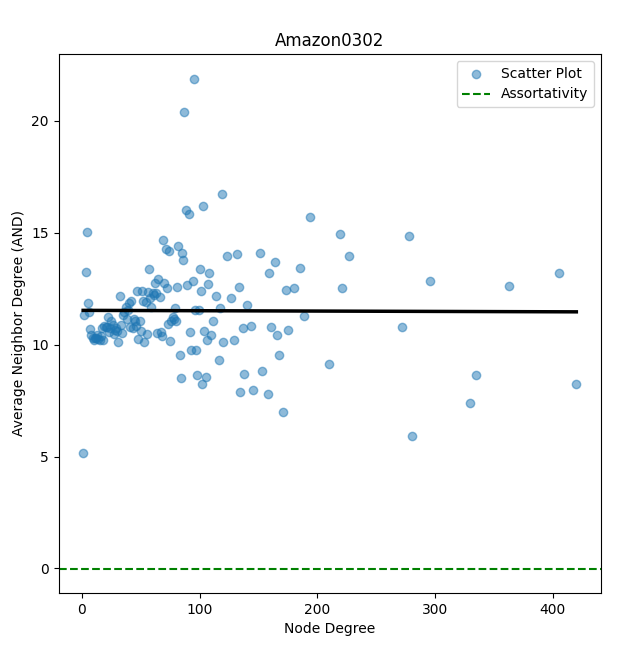 Amazon0302
Scatter Plot
Assortativity
Average Neighbor Degree (AND)
20
15
10
5
0
0 100 200 300 400
Node Degree